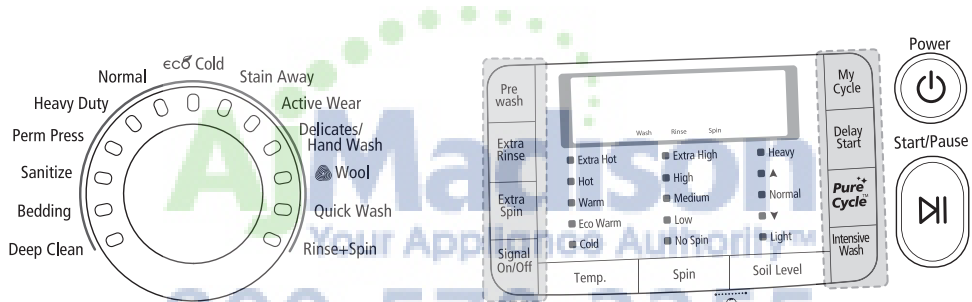 Power
eco Cold
Normal
Stain Away
Heavy Duty
Active Wear
Perm Press
Delicates/
Hand Wash
Sanitize
Wool
Bedding
Quick Wash
Deep Clean
Rinse+Spin
Pre
wash
Extra
Rinse
Extra
Spin
Signal
On/Off
Wash Rinse Spin
Extra Hot
Hot
Warm
Eco Warm
Cold
Temp.
Extra High
High
Medium
Low
No Spin
Spin
Heavy
▲
Normal
▼
Light
Soil Level
My
Cycle
Delay
Start
Pure
Cycle™
Intensive
Wash
Start/Pause
AjMadison
Your Appliance Authority™